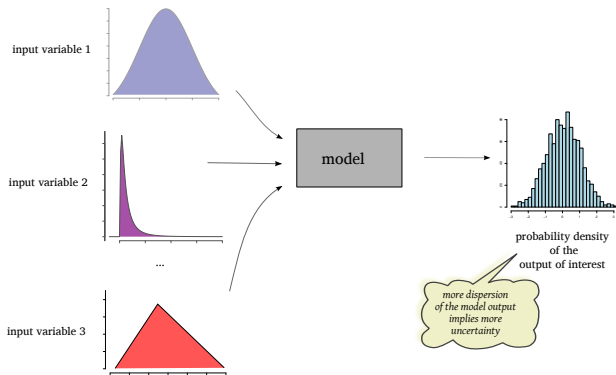 input variable 1
input variable 2
...
input variable 3
model
probability density
of the
output of interest
more dispersion
of the model output
implies more
uncertainty